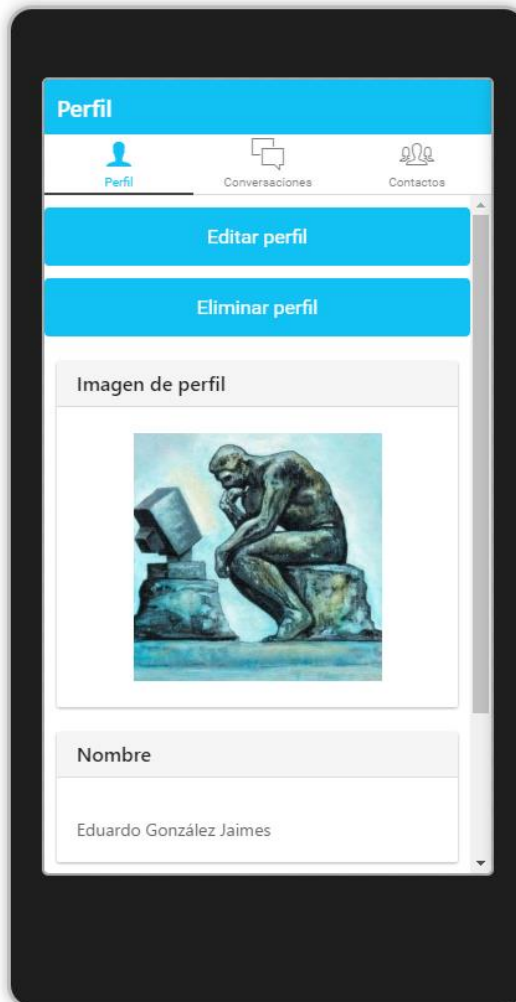 Perfil
Perfil
Conversaciones
Contactos
Editar perfil
Eliminar perfil
Imagen de perfil
Nombre
Eduardo González Jaimes